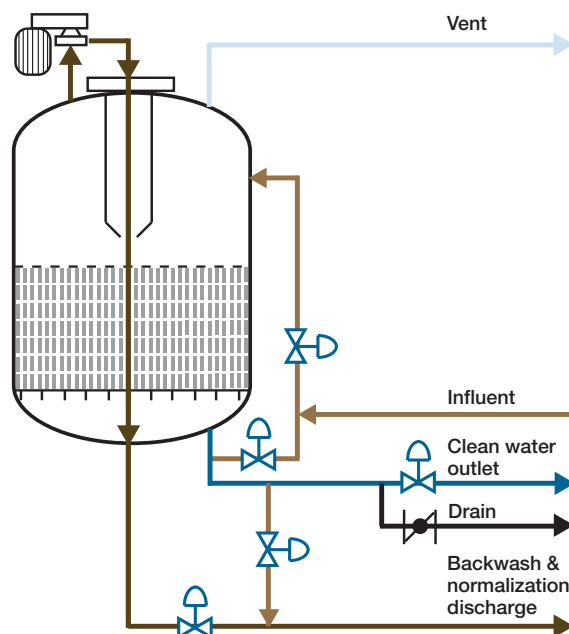 Vent
Influent
Clean water
outlet
Drain
Backwash &
normalization
discharge